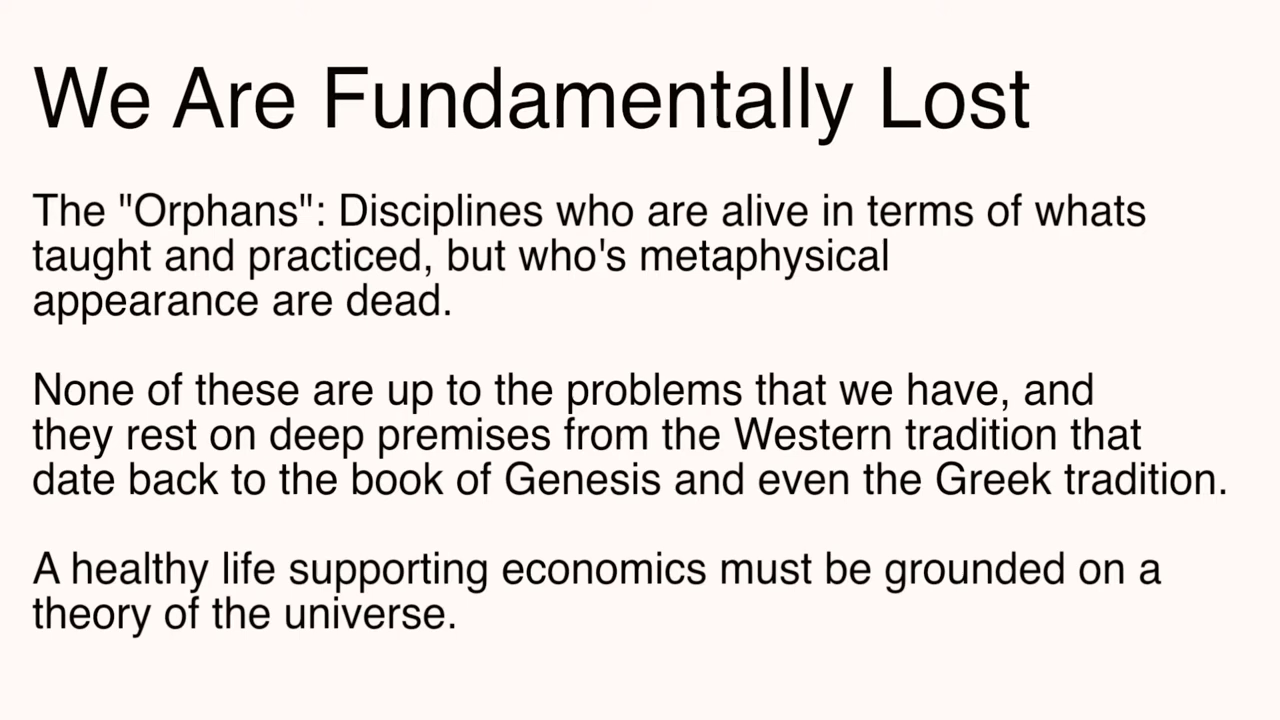 We Are Fundamentally Lost
The "Orphans": Disciplines who are alive in terms of whats
taught and practiced, but who's metaphysical
appearance are dead.
None of these are up to the problems that we have, and
they rest on deep premises from the Western tradition that
date back to the book of Genesis and even the Greek tradition.
A healthy life supporting economics must be grounded on a
theory of the universe.